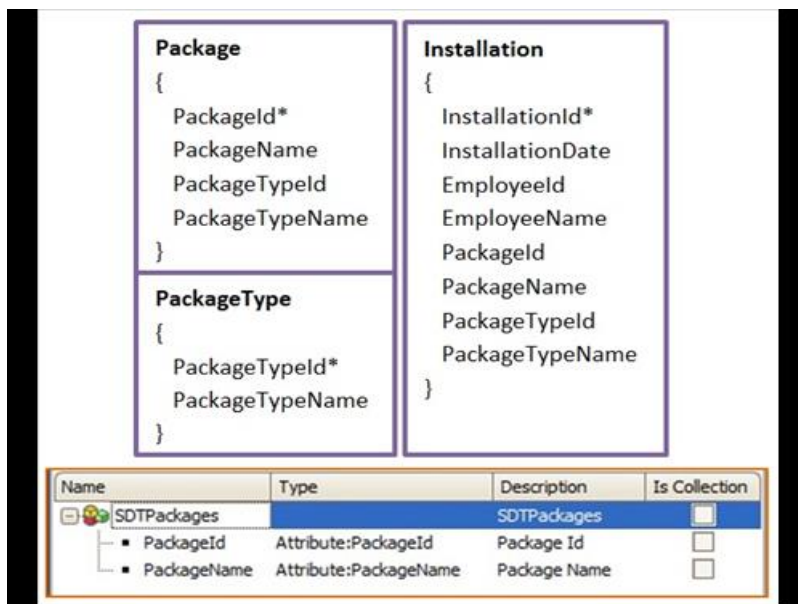 Package
{
PackageId*
PackageName
PackageTypeId
PackageTypeName
}
PackageType
{
PackageTypeId*
PackageTypeName
}
Installation
{
InstallationId*
InstallationDate
EmployeeId
EmployeeName
PackageId
PackageName
PackageTypeId
PackageTypeName
}
Name Type Description Is Collection
SDTPackages SDTPackages
PackageId Attribute:PackageId Package Id
PackageName Attribute:PackageName Package Name